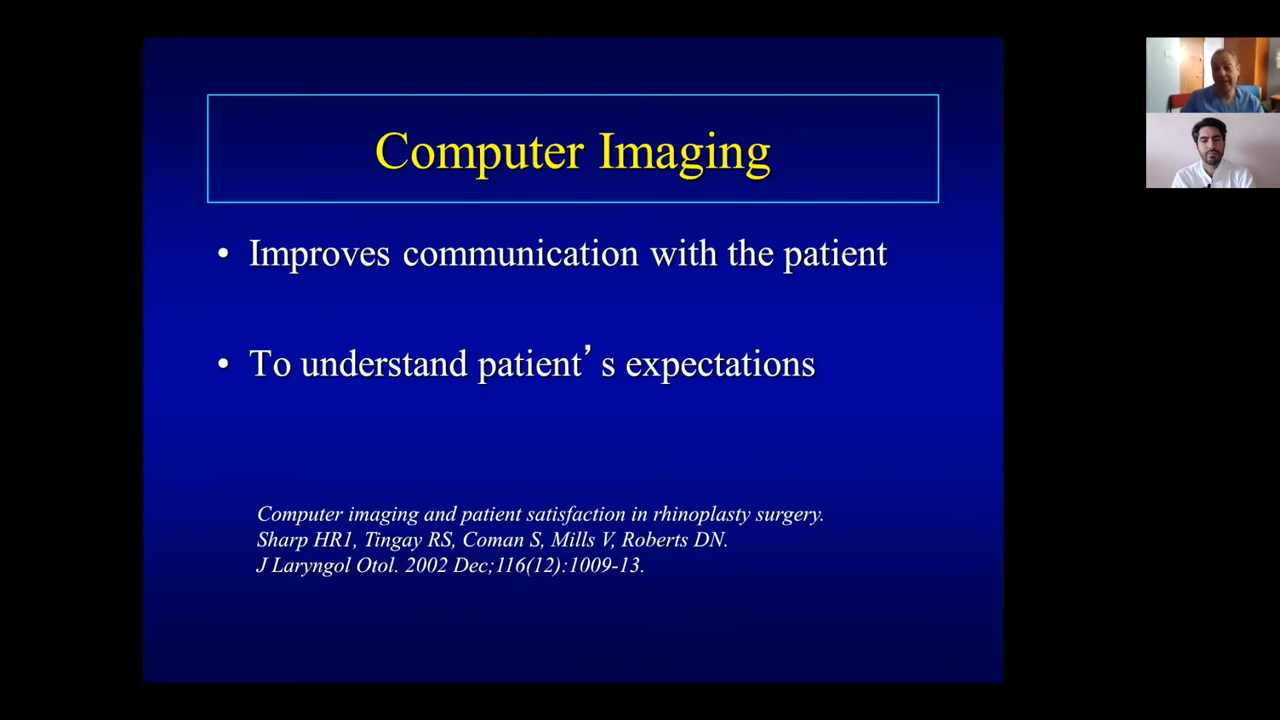 Computer Imaging
• Improves communication with the patient
• To understand patient’s expectations
Computer imaging and patient satisfaction in rhinoplasty surgery.
Sharp HR1, Tingay RS, Coman S, Mills V, Roberts DN.
J Laryngol Otol. 2002 Dec;116(12):1009-13.